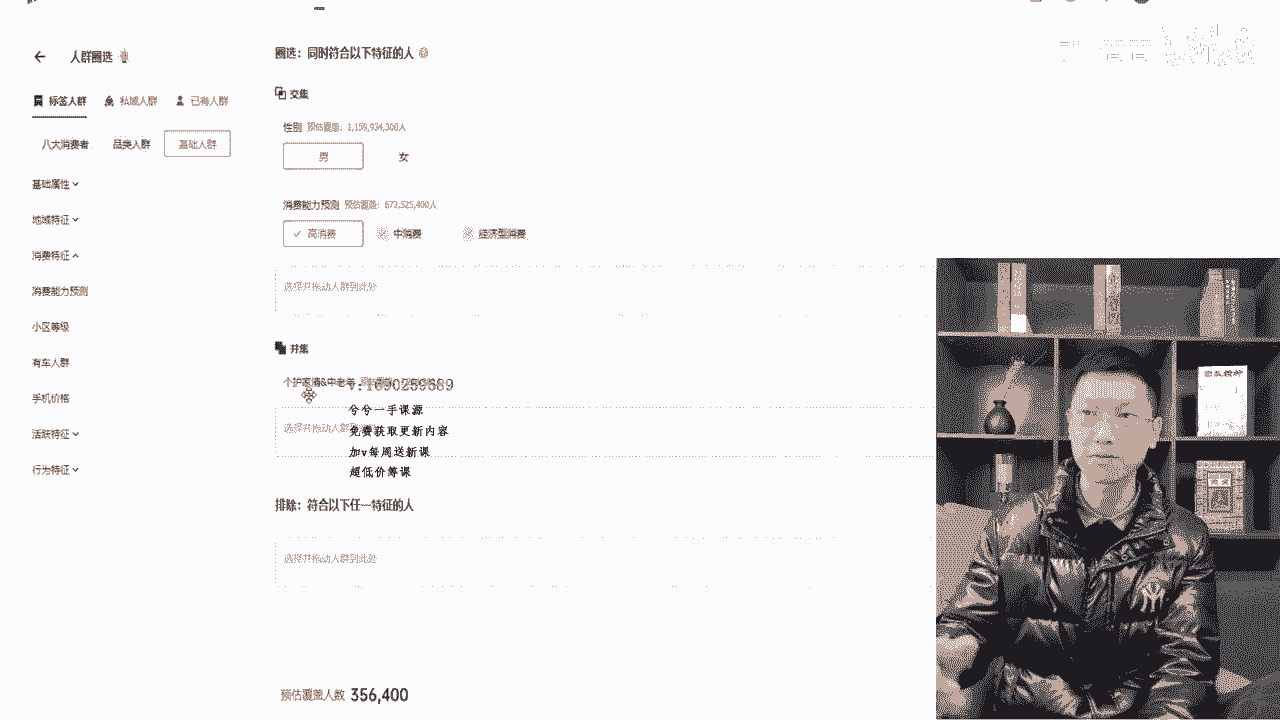 人群圈选
圈选：同时符合以下特征的人
标签人群 私域人群 已有人群
交集
八大消费者 品类人群 基础人群
性别 预估覆盖：1,159,934,300人
男 女
基础属性
地域特征
消费能力预测 预估覆盖：672,525,400人
高消费 中消费 经济型消费
消费特征
消费能力预测
选择并拖动人群到此处
小区等级
并集
有车人群
个护家清&中老年
手机价格
兮兮一手课源
选择并拖动人群到此处
免费获取更新内容
活跃特征
加v每周送新课
行为特征
超低价筹课
排除：符合以下任一特征的人
选择并拖动人群到此处
预估覆盖人数 356,400
团队精神